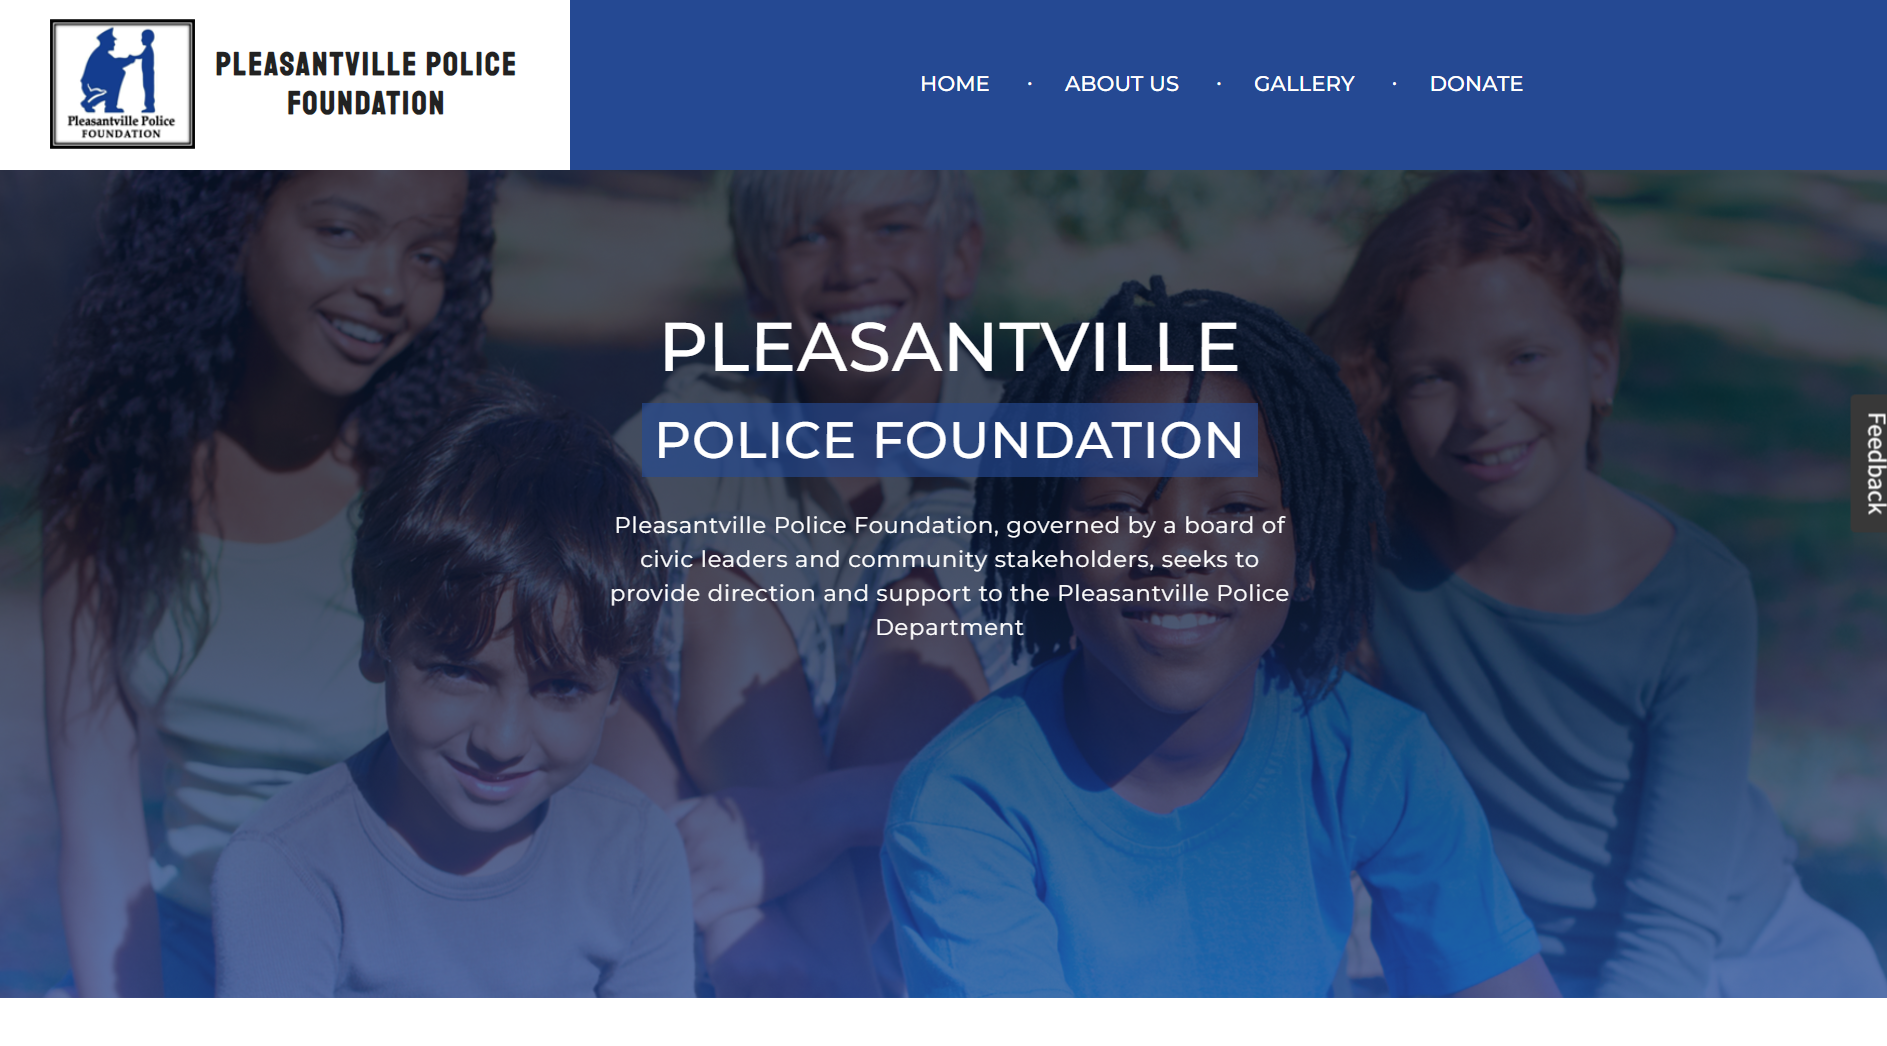 Pleasantville Police
FOUNDATION
PLEASANTVILLE POLICE
FOUNDATION
HOME · ABOUT US · GALLERY · DONATE
PLEASANTVILLE
POLICE FOUNDATION
Pleasantville Police Foundation, governed by a board of
civic leaders and community stakeholders, seeks to
provide direction and support to the Pleasantville Police
Department
Feedback